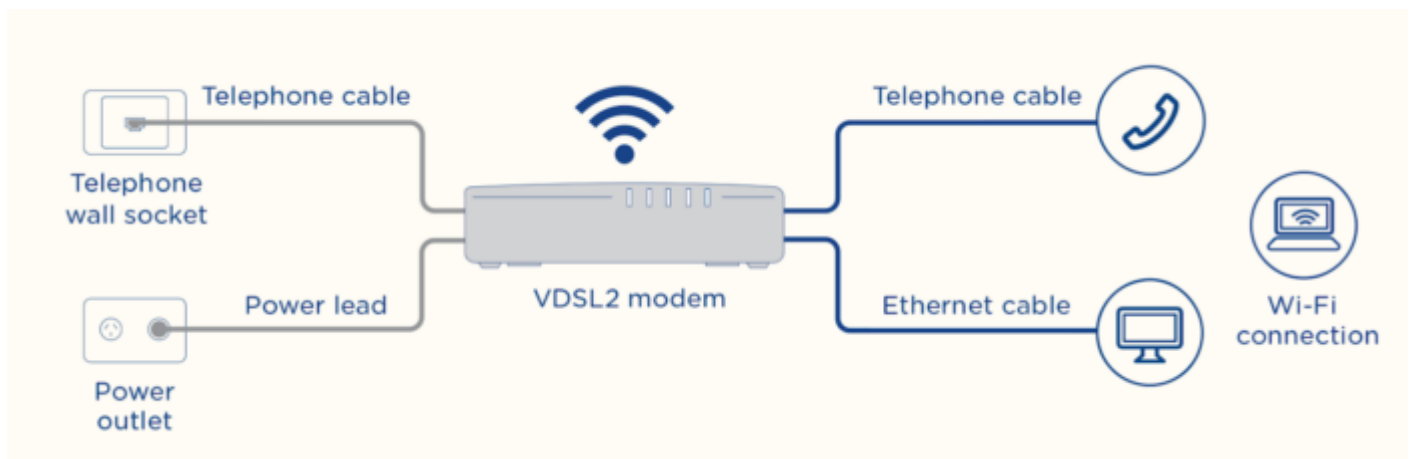 Telephone cable
Telephone cable
Telephone
wall socket
VDSL2 modem
Power lead
Ethernet cable
Wi-Fi
connection
Power
outlet